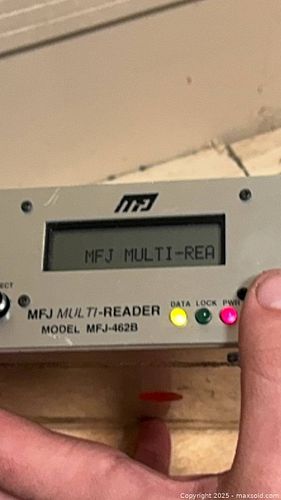 MFJ
MFJ MULTI-REA
ECT
DATA LOCK PWR
MFJ MULTI-READER
MODEL MFJ-462B
Copyright 2025 - maxsold.com